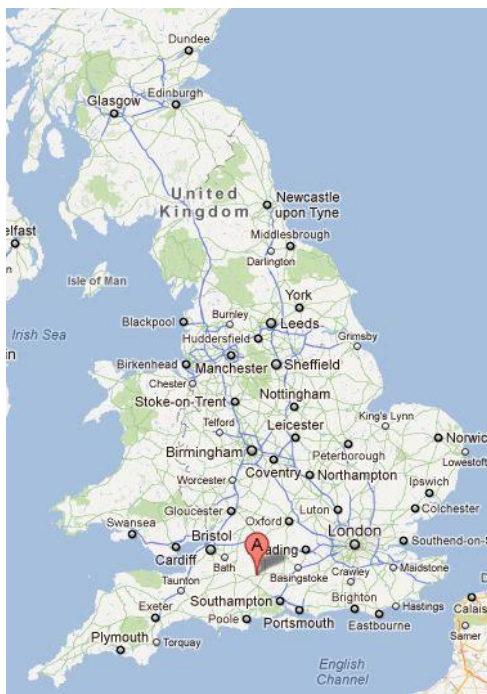 Dundee
Glasgow
Edinburgh
United
Kingdom
Newcastle
upon Tyne
elfast
Middlesbrough
Darlington
Isle of Man
York
Blackpool
Burnley
Leeds
Irish Sea
Huddersfield
Grimsby
n
Birkenhead
Manchester
Sheffield
Chester
Stoke-on-Trent
Nottingham
King's Lynn
Telford
Leicester
Norwic
Birmingham
Peterborough
Lowestoft
Coventry
Northampton
Worcester
Ipswich
Gloucester
Luton
Colchester
Swansea
Oxford
London
Bristol
A
ading
Southend-on-S
Cardiff
Bath
Basingstoke
Maidstone
Taunton
Crawley
D
Exeter
Southampton
Brighton
Hastings
Calais
Plymouth
Torquay
Poole
Portsmouth
Eastbourne
Samer
English
Channel